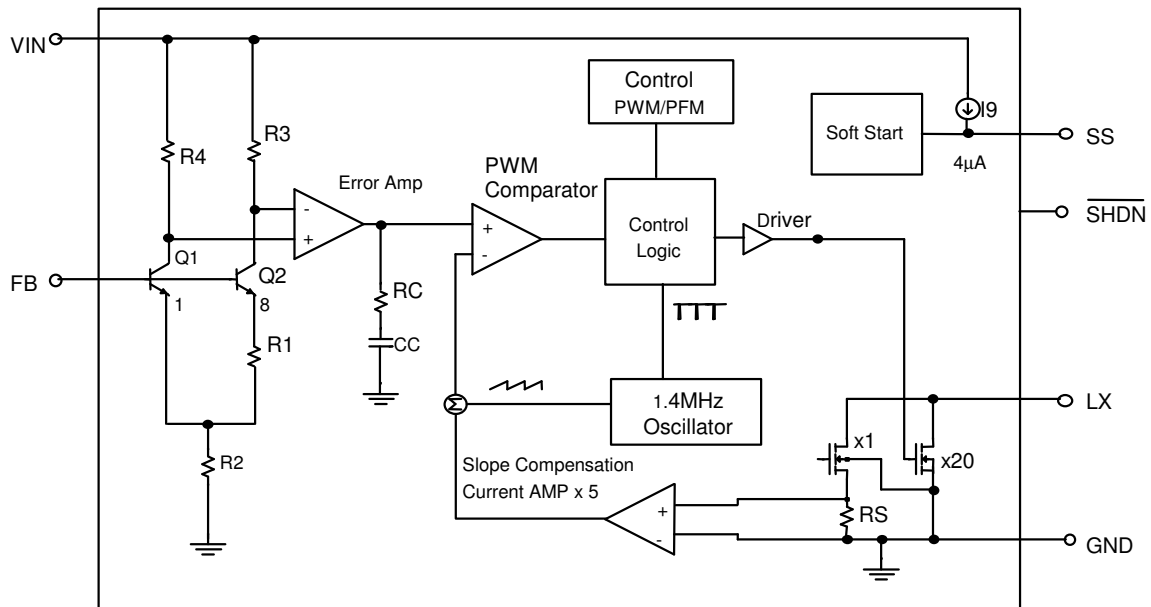 VIN
Control
PWM/PFM
I9
Soft Start
SS
4µA
R4
R3
PWM
Comparator
Error Amp
-
+
+
-
Control
Logic
Driver
SHDN
Q1
Q2
FB
1
8
RC
R1
CC
Σ
1.4MHz
Oscillator
LX
x1
x20
R2
Slope Compensation
Current AMP x 5
+
-
RS
GND